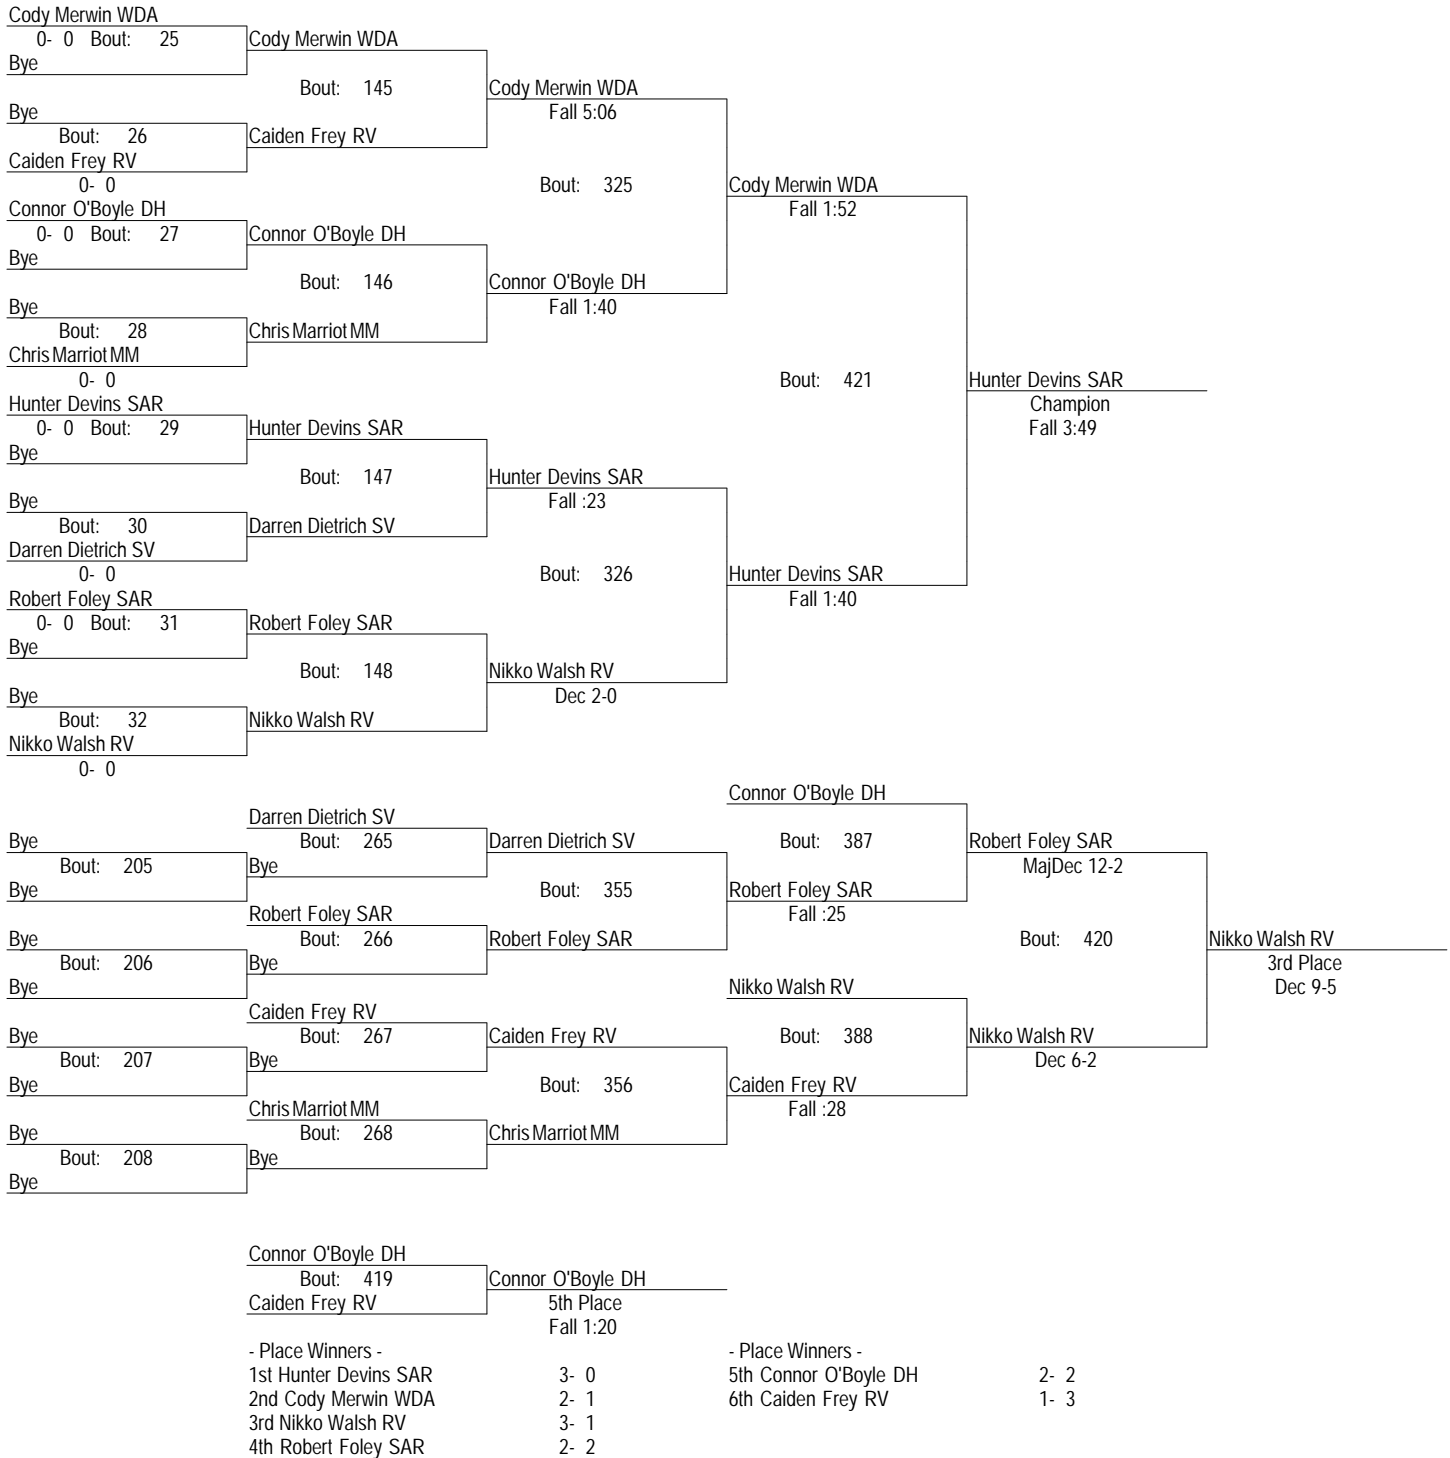 Cody Merwin WDA
0- 0 Bout: 25 Cody Merwin WDA
Bye
Bout: 145 Cody Merwin WDA
Bye Fall 5:06
Bout: 26 Caiden Frey RV
Caiden Frey RV
0- 0 Bout: 325 Cody Merwin WDA
Connor O'Boyle DH Fall 1:52
0- 0 Bout: 27 Connor O'Boyle DH
Bye
Bout: 146 Connor O'Boyle DH
Bye Fall 1:40
Bout: 28 Chris Marriot MM
Chris Marriot MM
0- 0 Bout: 421 Hunter Devins SAR
Hunter Devins SAR Champion
0- 0 Bout: 29 Hunter Devins SAR Fall 3:49
Bye
Bout: 147 Hunter Devins SAR
Bye Fall :23
Bout: 30 Darren Dietrich SV
Darren Dietrich SV
0- 0 Bout: 326 Hunter Devins SAR
Robert Foley SAR Fall 1:40
0- 0 Bout: 31 Robert Foley SAR
Bye
Bout: 148 Nikko Walsh RV
Bye Dec 2-0
Bout: 32 Nikko Walsh RV
Nikko Walsh RV
0- 0
Connor O'Boyle DH
Darren Dietrich SV
Bye Bout: 265 Darren Dietrich SV Bout: 387 Robert Foley SAR
Bout: 205 Bye MajDec 12-2
Bye Bout: 355 Robert Foley SAR
Robert Foley SAR Fall :25
Bye Bout: 266 Robert Foley SAR Bout: 420 Nikko Walsh RV
Bout: 206 Bye 3rd Place
Bye Nikko Walsh RV Dec 9-5
Caiden Frey RV
Bye Bout: 267 Caiden Frey RV Bout: 388 Nikko Walsh RV
Bout: 207 Bye Dec 6-2
Bye Bout: 356 Caiden Frey RV
Chris Marriot MM Fall :28
Bye Bout: 268 Chris Marriot MM
Bout: 208 Bye
Bye
Connor O'Boyle DH
Bout: 419 Connor O'Boyle DH
Caiden Frey RV 5th Place
Fall 1:20
- Place Winners - - Place Winners -
1st Hunter Devins SAR 3- 0 5th Connor O'Boyle DH 2- 2
2nd Cody Merwin WDA 2- 1 6th Caiden Frey RV 1- 3
3rd Nikko Walsh RV 3- 1
4th Robert Foley SAR 2- 2